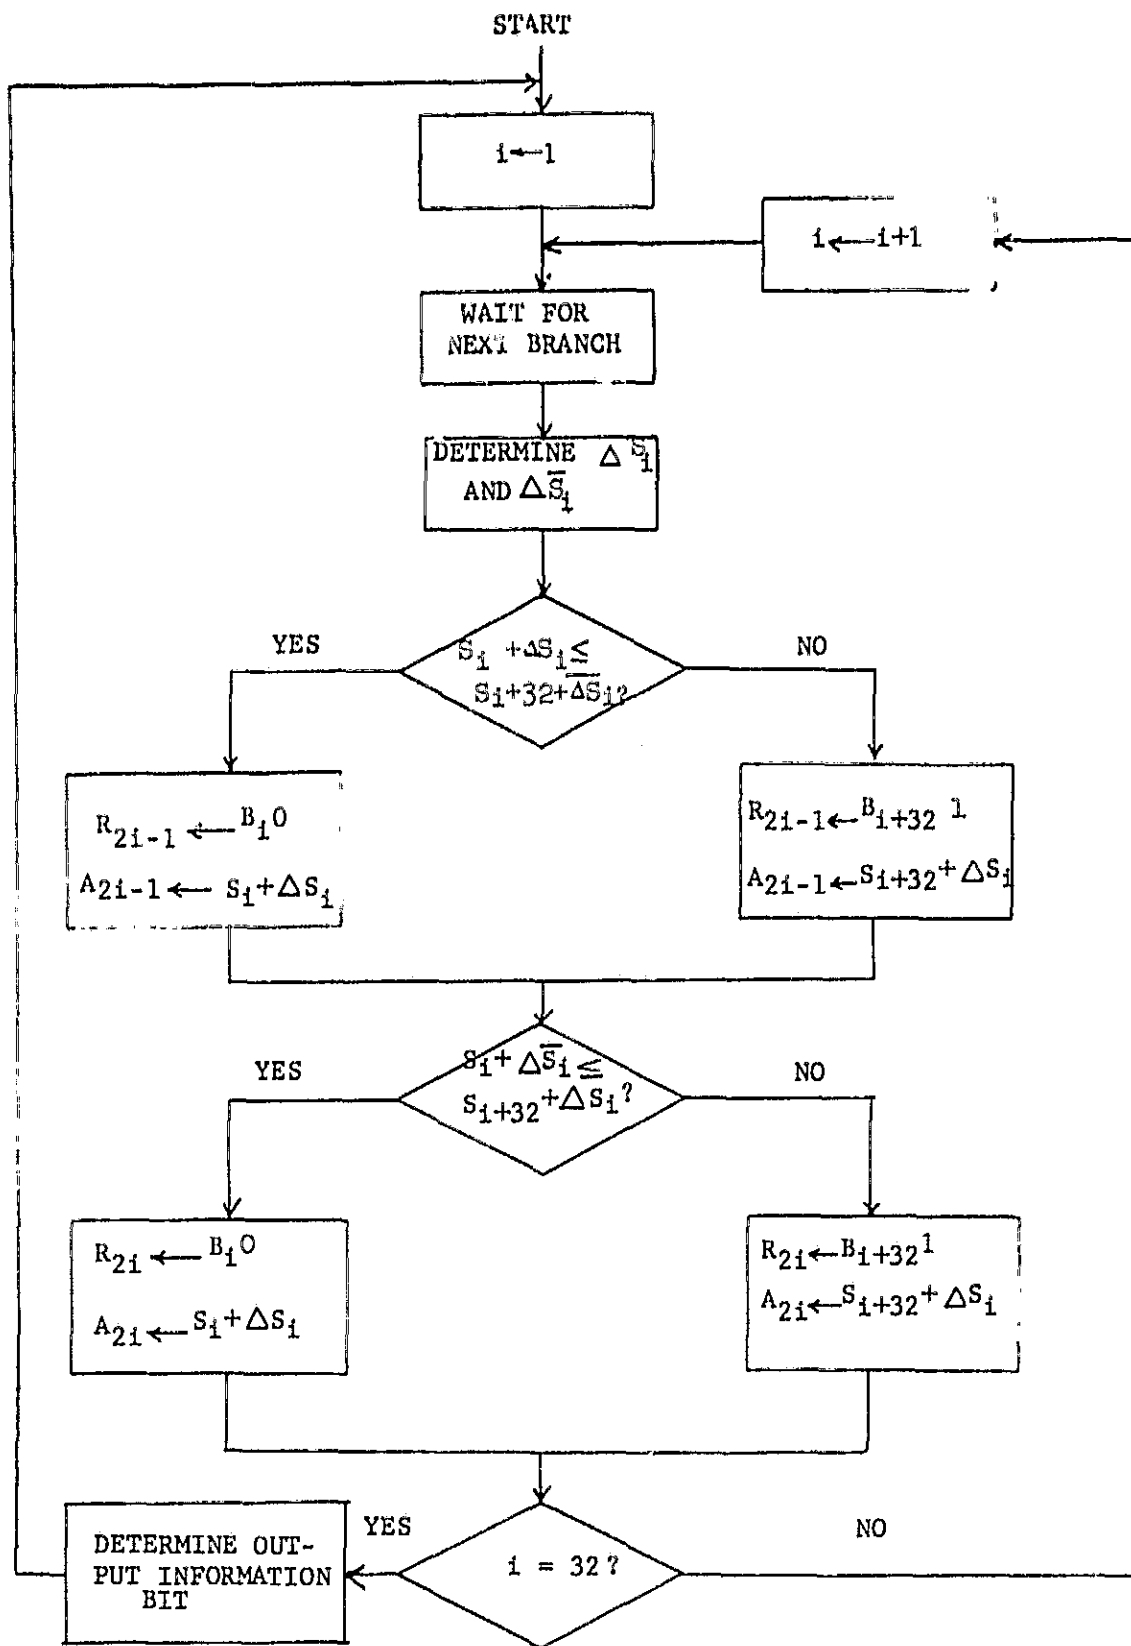 START
i←1
i←i+1
WAIT FOR
NEXT BRANCH
DETERMINE ΔSᵢ
AND ΔS̅ᵢ
YES
Sᵢ +ΔSᵢ≤
Sᵢ+32+Δ̅S̅ᵢ?
NO
R₂ᵢ₋₁ ← Bᵢ0
A₂ᵢ₋₁ ← Sᵢ+ΔSᵢ
R₂ᵢ₋₁←Bᵢ₊₃₂ 1
A₂ᵢ₋₁←Sᵢ₊₃₂+ΔSᵢ
YES
Sᵢ+ ΔS̅ᵢ≤
Sᵢ₊₃₂+ΔSᵢ?
NO
R₂ᵢ ← Bᵢ0
A₂ᵢ ← Sᵢ+ΔSᵢ
R₂ᵢ←Bᵢ₊₃₂1
A₂ᵢ←Sᵢ₊₃₂+ΔSᵢ
DETERMINE OUT-
PUT INFORMATION
BIT
YES
i = 32?
NO